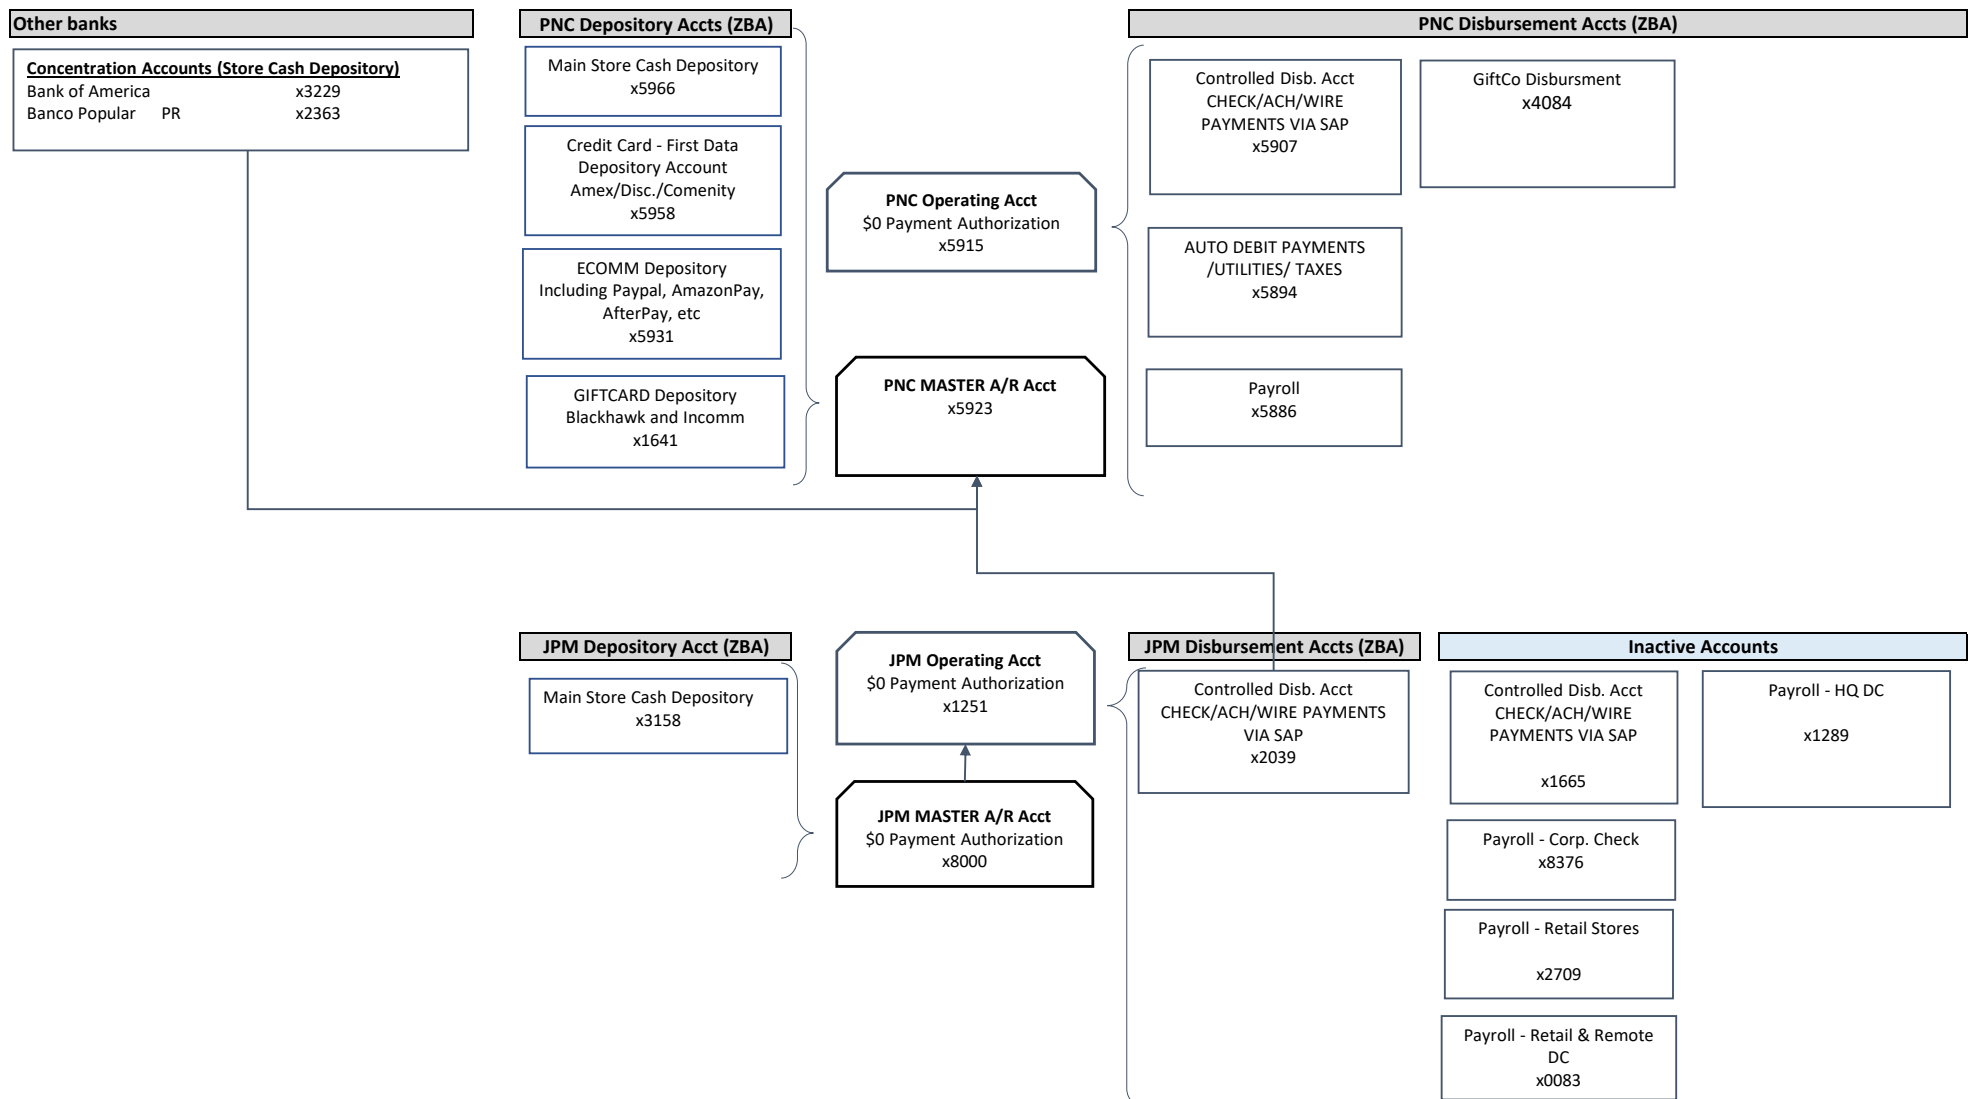 Other banks
Concentration Accounts (Store Cash Depository)
Bank of America x3229
Banco Popular PR x2363
PNC Depository Accts (ZBA)
Main Store Cash Depository
x5966
Credit Card - First Data
Depository Account
Amex/Disc./Comenity
x5958
ECOMM Depository
Including Paypal, AmazonPay,
AfterPay, etc
x5931
GIFTCARD Depository
Blackhawk and Incomm
x1641
PNC Operating Acct
$0 Payment Authorization
x5915
PNC MASTER A/R Acct
x5923
PNC Disbursement Accts (ZBA)
Controlled Disb. Acct
CHECK/ACH/WIRE
PAYMENTS VIA SAP
x5907
GiftCo Disbursment
x4084
AUTO DEBIT PAYMENTS
/UTILITIES/ TAXES
x5894
Payroll
x5886
JPM Depository Acct (ZBA)
Main Store Cash Depository
x3158
JPM Operating Acct
$0 Payment Authorization
x1251
JPM MASTER A/R Acct
$0 Payment Authorization
x8000
JPM Disbursement Accts (ZBA)
Controlled Disb. Acct
CHECK/ACH/WIRE PAYMENTS
VIA SAP
x2039
Inactive Accounts
Controlled Disb. Acct
CHECK/ACH/WIRE
PAYMENTS VIA SAP
x1665
Payroll - HQ DC
x1289
Payroll - Corp. Check
x8376
Payroll - Retail Stores
x2709
Payroll - Retail & Remote
DC
x0083